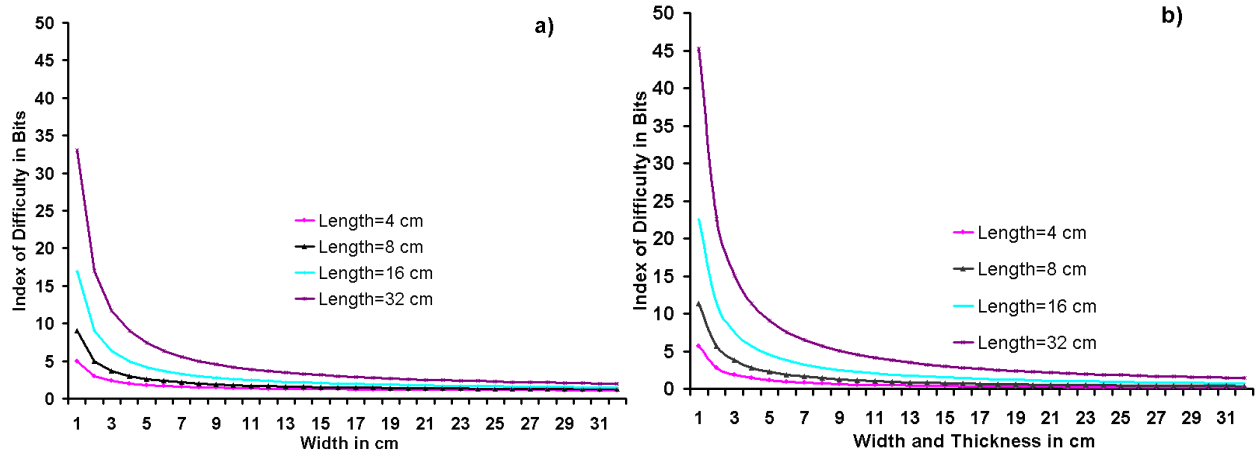 a)
Index of Difficulty in Bits
50
45
40
35
30
25
20
15
10
5
0
Length=4 cm
Length=8 cm
Length=16 cm
Length=32 cm
1 3 5 7 9 11 13 15 17 19 21 23 25 27 29 31
Width in cm
b)
Index of Difficulty in Bits
50
45
40
35
30
25
20
15
10
5
0
Length=4 cm
Length=8 cm
Length=16 cm
Length=32 cm
1 3 5 7 9 11 13 15 17 19 21 23 25 27 29 31
Width and Thickness in cm